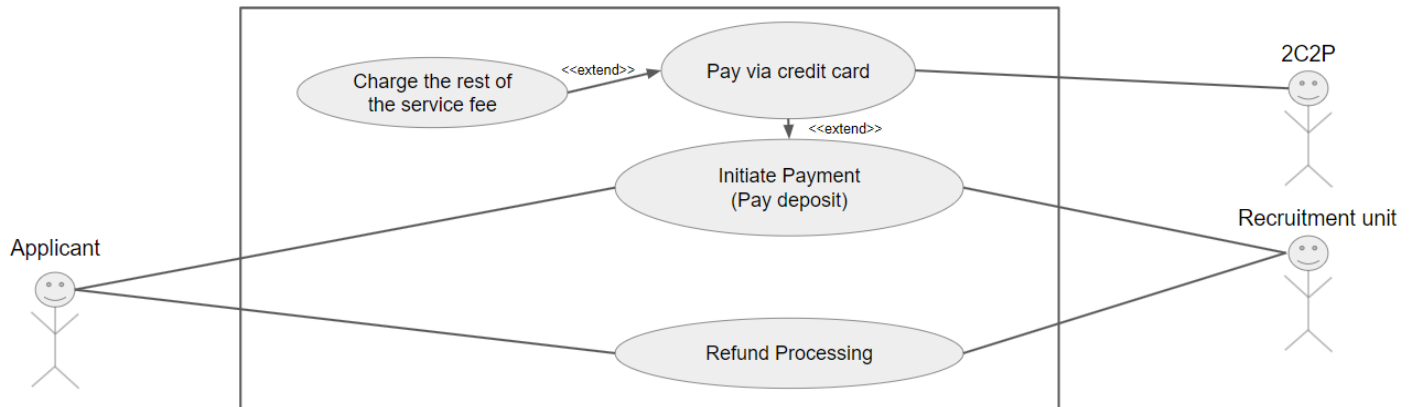 2C2P
Charge the rest of
the service fee
<<extend>>
Pay via credit card
<<extend>>
Initiate Payment
(Pay deposit)
Recruitment unit
Applicant
Refund Processing